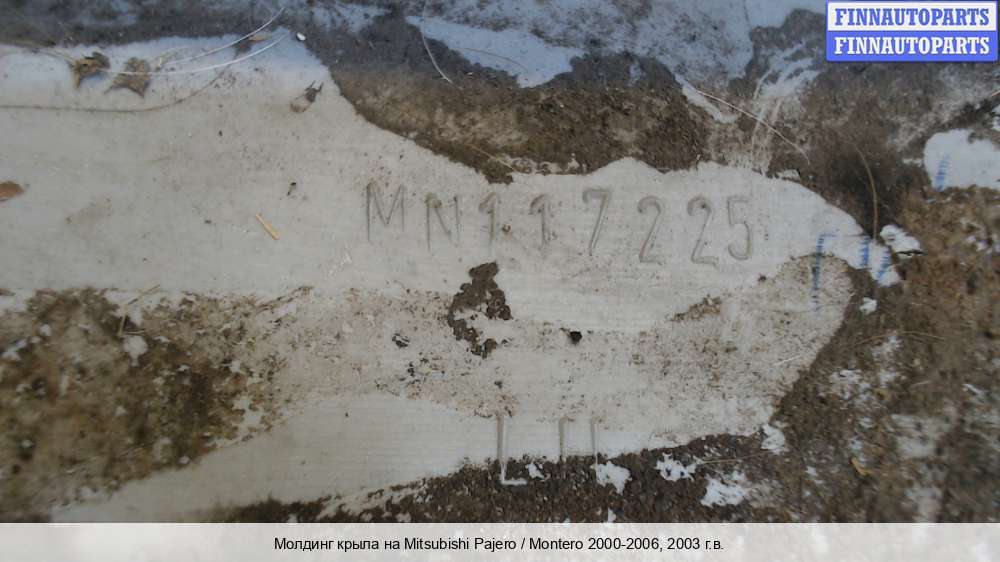 FINNAUTOPARTS
FINNAUTOPARTS
MN117225
Молдинг крыла на Mitsubishi Pajero / Montero 2000-2006, 2003 г.в.